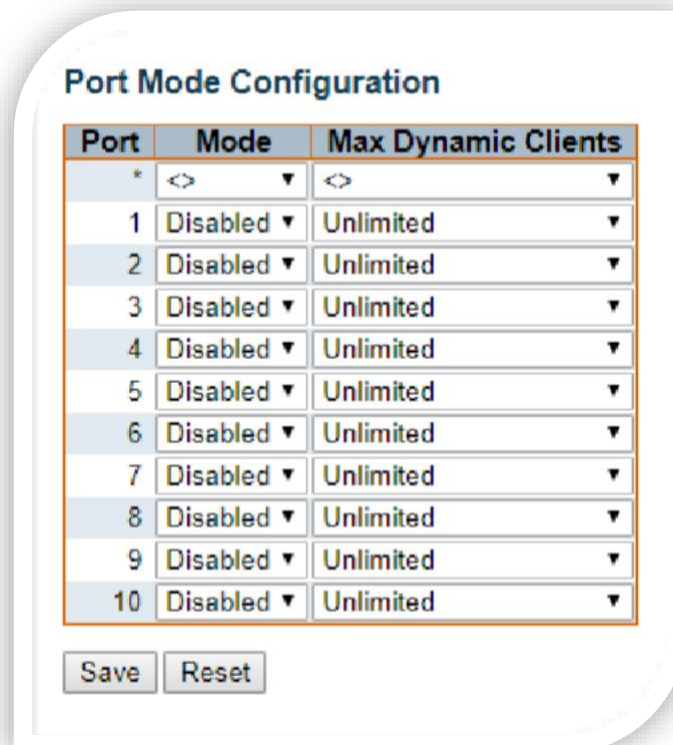 Port Mode Configuration
Port Mode Max Dynamic Clients
* <> <>
1 Disabled Unlimited
2 Disabled Unlimited
3 Disabled Unlimited
4 Disabled Unlimited
5 Disabled Unlimited
6 Disabled Unlimited
7 Disabled Unlimited
8 Disabled Unlimited
9 Disabled Unlimited
10 Disabled Unlimited
Save Reset